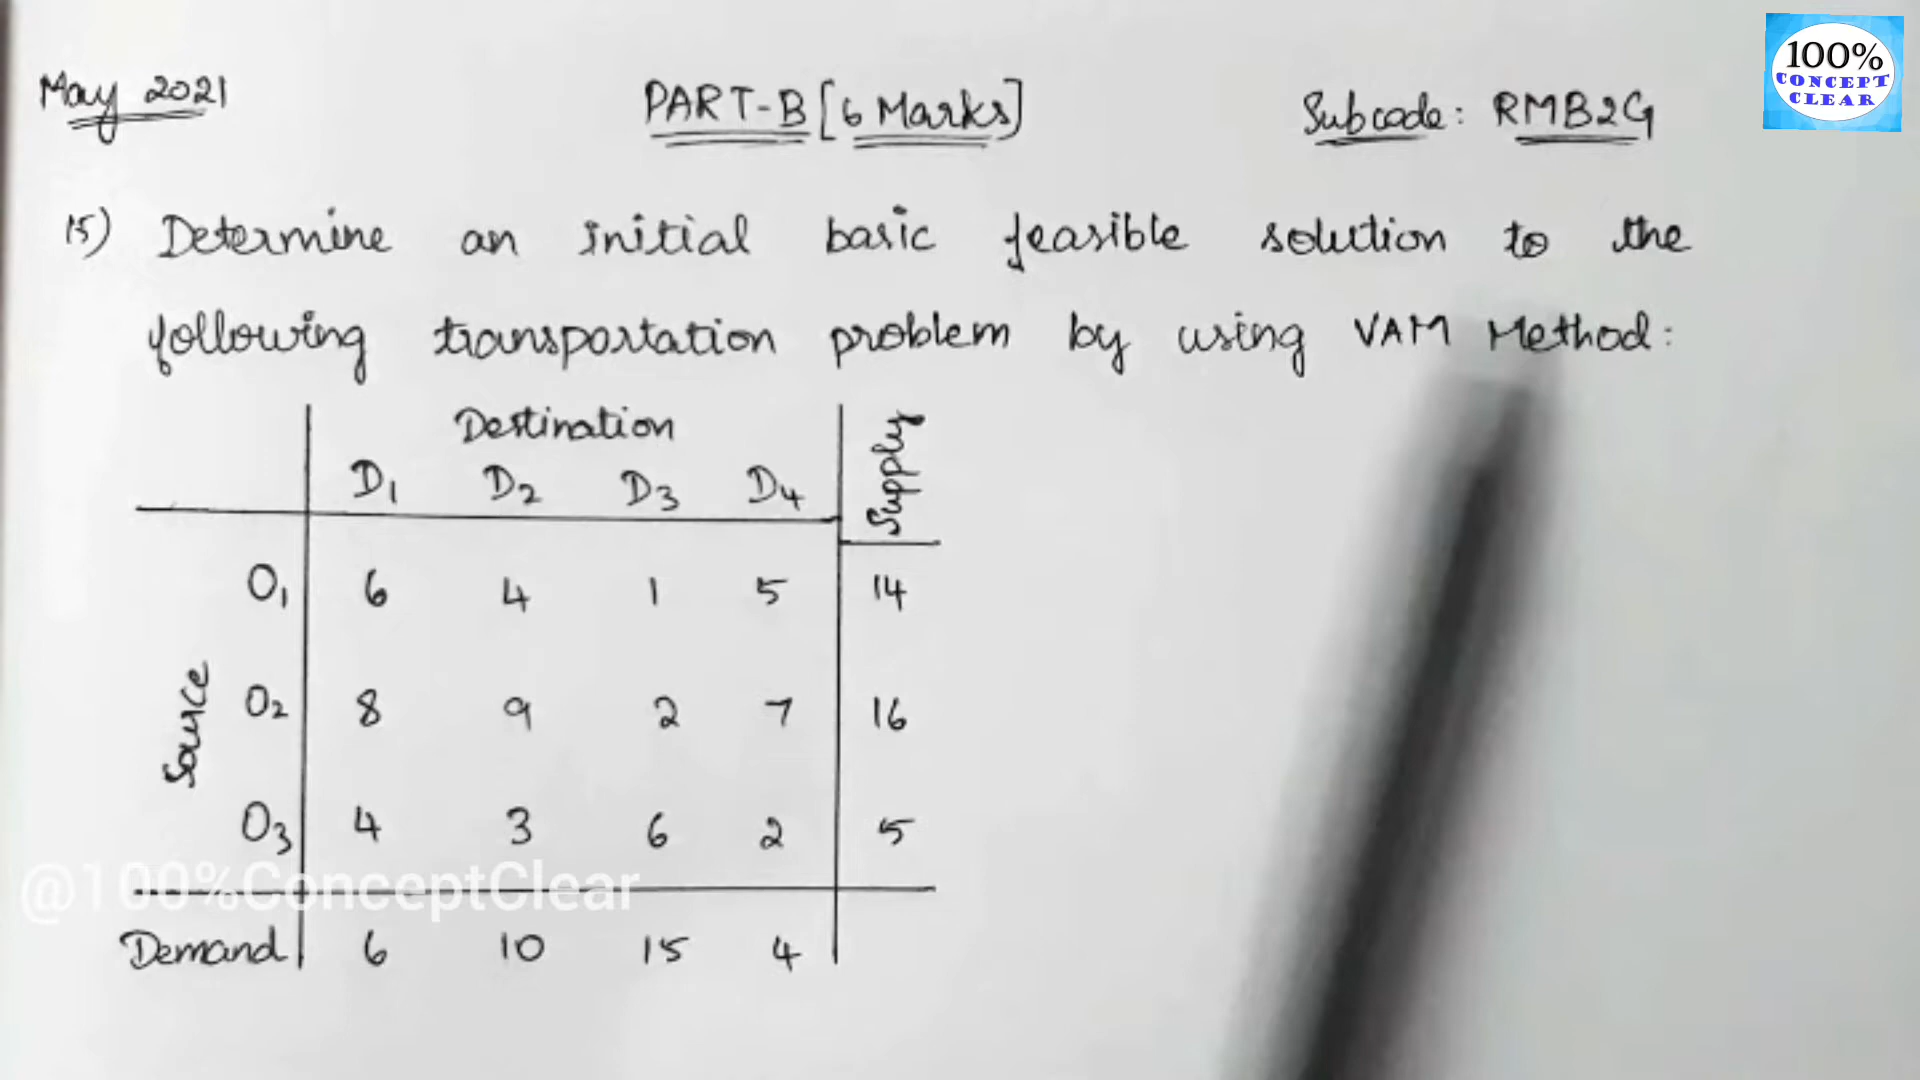 May 2021 PART-B [6 Marks] Subcode: RMB2G
100%
CONCEPT
CLEAR
15) Determine an initial basic feasible solution to the
following transportation problem by using VAM Method:
Destination Supply
D1 D2 D3 D4
Source
O1 6 4 1 5 14
O2 8 9 2 7 16
O3 4 3 6 2 5
@100%ConceptClear
Demand 6 10 15 4